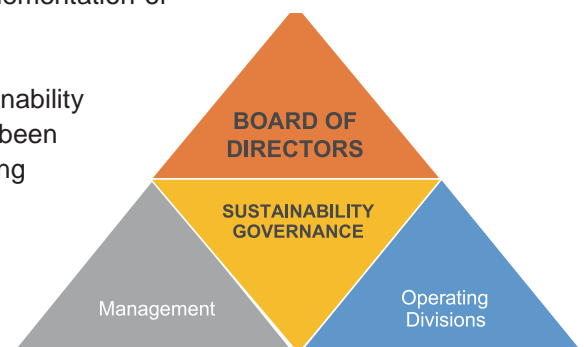 nability
been
ng
BOARD OF
DIRECTORS
SUSTAINABILITY
GOVERNANCE
Management
Operating
Divisions